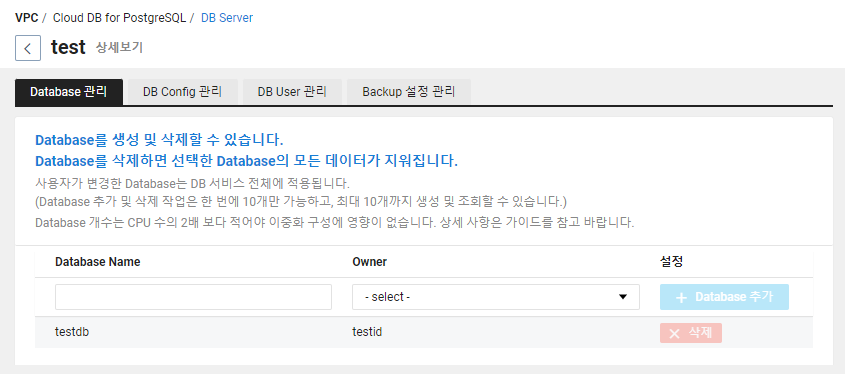 VPC / Cloud DB for PostgreSQL / DB Server
test 상세보기
Database 관리 DB Config 관리 DB User 관리 Backup 설정 관리
Database를 생성 및 삭제할 수 있습니다.
Database를 삭제하면 선택한 Database의 모든 데이터가 지워집니다.
사용자가 변경한 Database는 DB 서비스 전체에 적용됩니다.
(Database 추가 및 삭제 작업은 한 번에 10개만 가능하고, 최대 10개까지 생성 및 조회할 수 있습니다.)
Database 개수는 CPU 수의 2배 보다 적어야 이중화 구성에 영향이 없습니다. 상세 사항은 가이드를 참고 바랍니다.
Database Name Owner 설정
- select - + Database 추가
testdb testid × 삭제